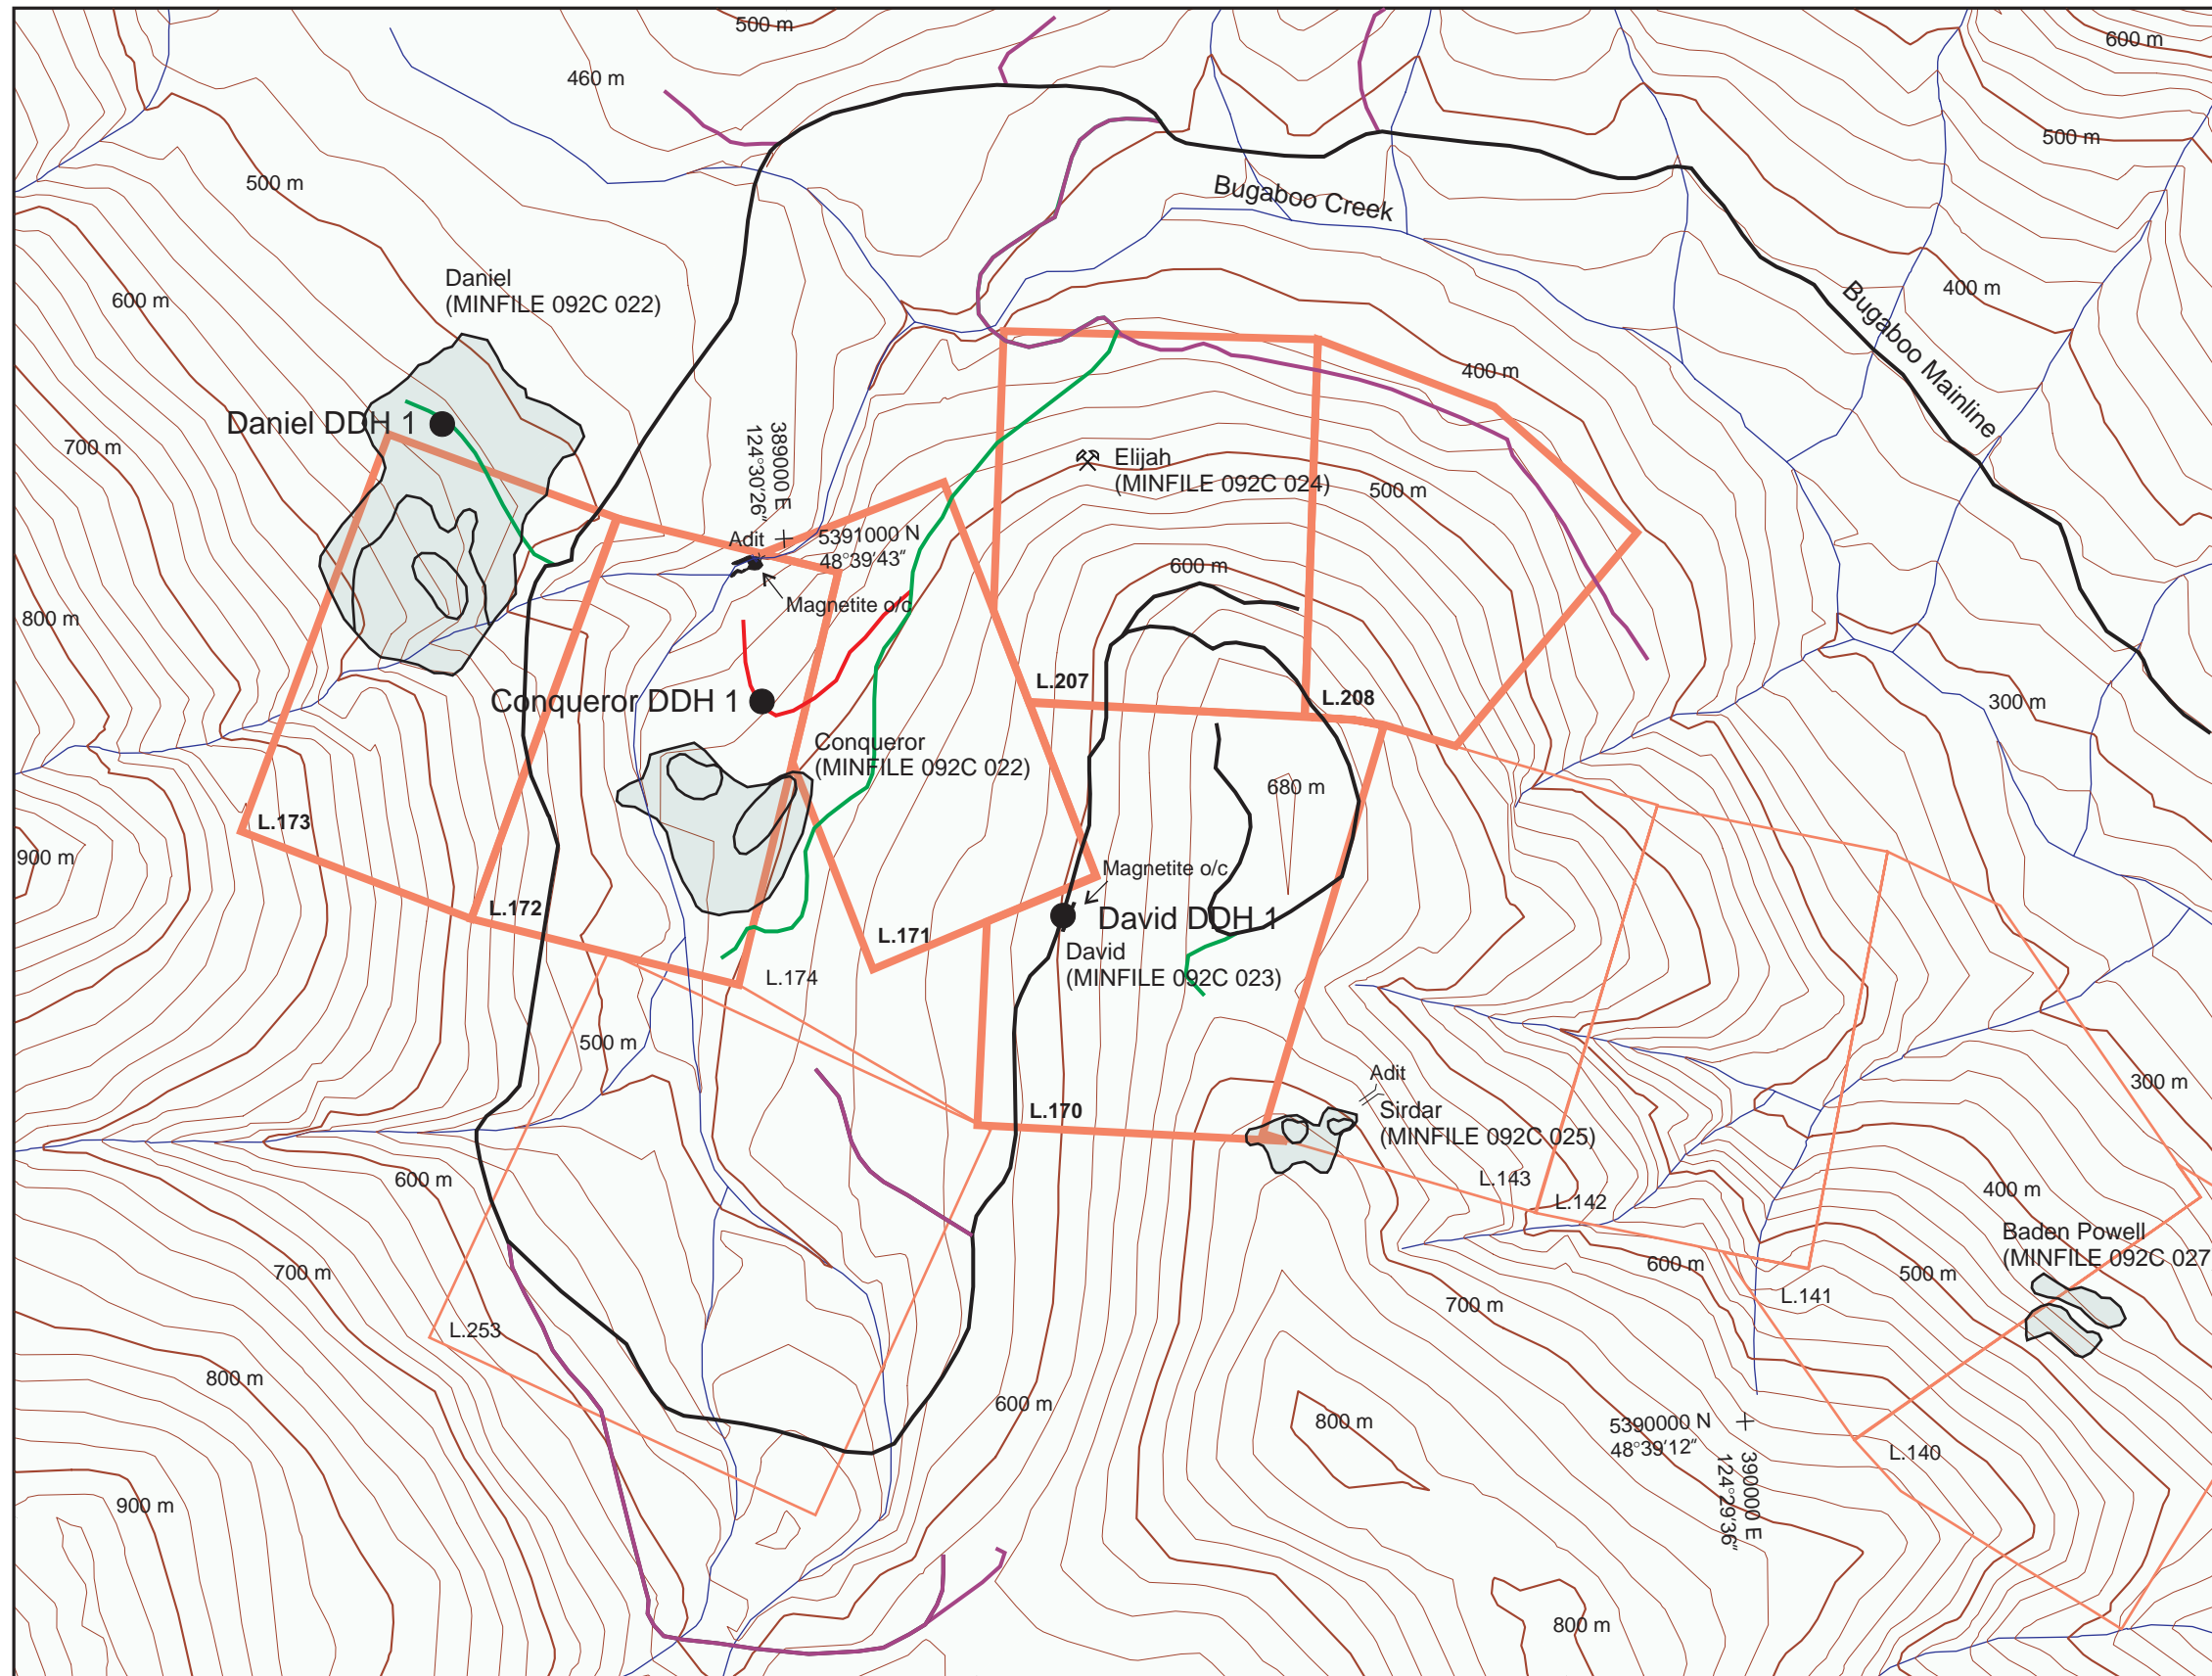 500 m
600 m
460 m
500 m
500 m
Bugaboo Creek
Daniel
(MINFILE 092C 022)
600 m
400 m
Bugaboo Mainline
400 m
Daniel DDH 1
700 m
389000 E
124°30'26"
Elijah
(MINFILE 092C 024)
500 m
Adit
5391000 N
48°39'43"
600 m
Magnetite o/c
800 m
L.207
L.208
300 m
Conqueror DDH 1
Conqueror
(MINFILE 092C 022)
680 m
L.173
900 m
Magnetite o/c
L.172
L.171
David DDH 1
David
(MINFILE 092C 023)
L.174
500 m
Adit
300 m
L.170
Sirdar
(MINFILE 092C 025)
600 m
L.143
L.142
400 m
Baden Powell
(MINFILE 092C 027
700 m
600 m
500 m
L.141
700 m
L.253
800 m
600 m
800 m
5390000 N
48°39'12"
390000 E
124°29'36"
L.140
900 m
800 m